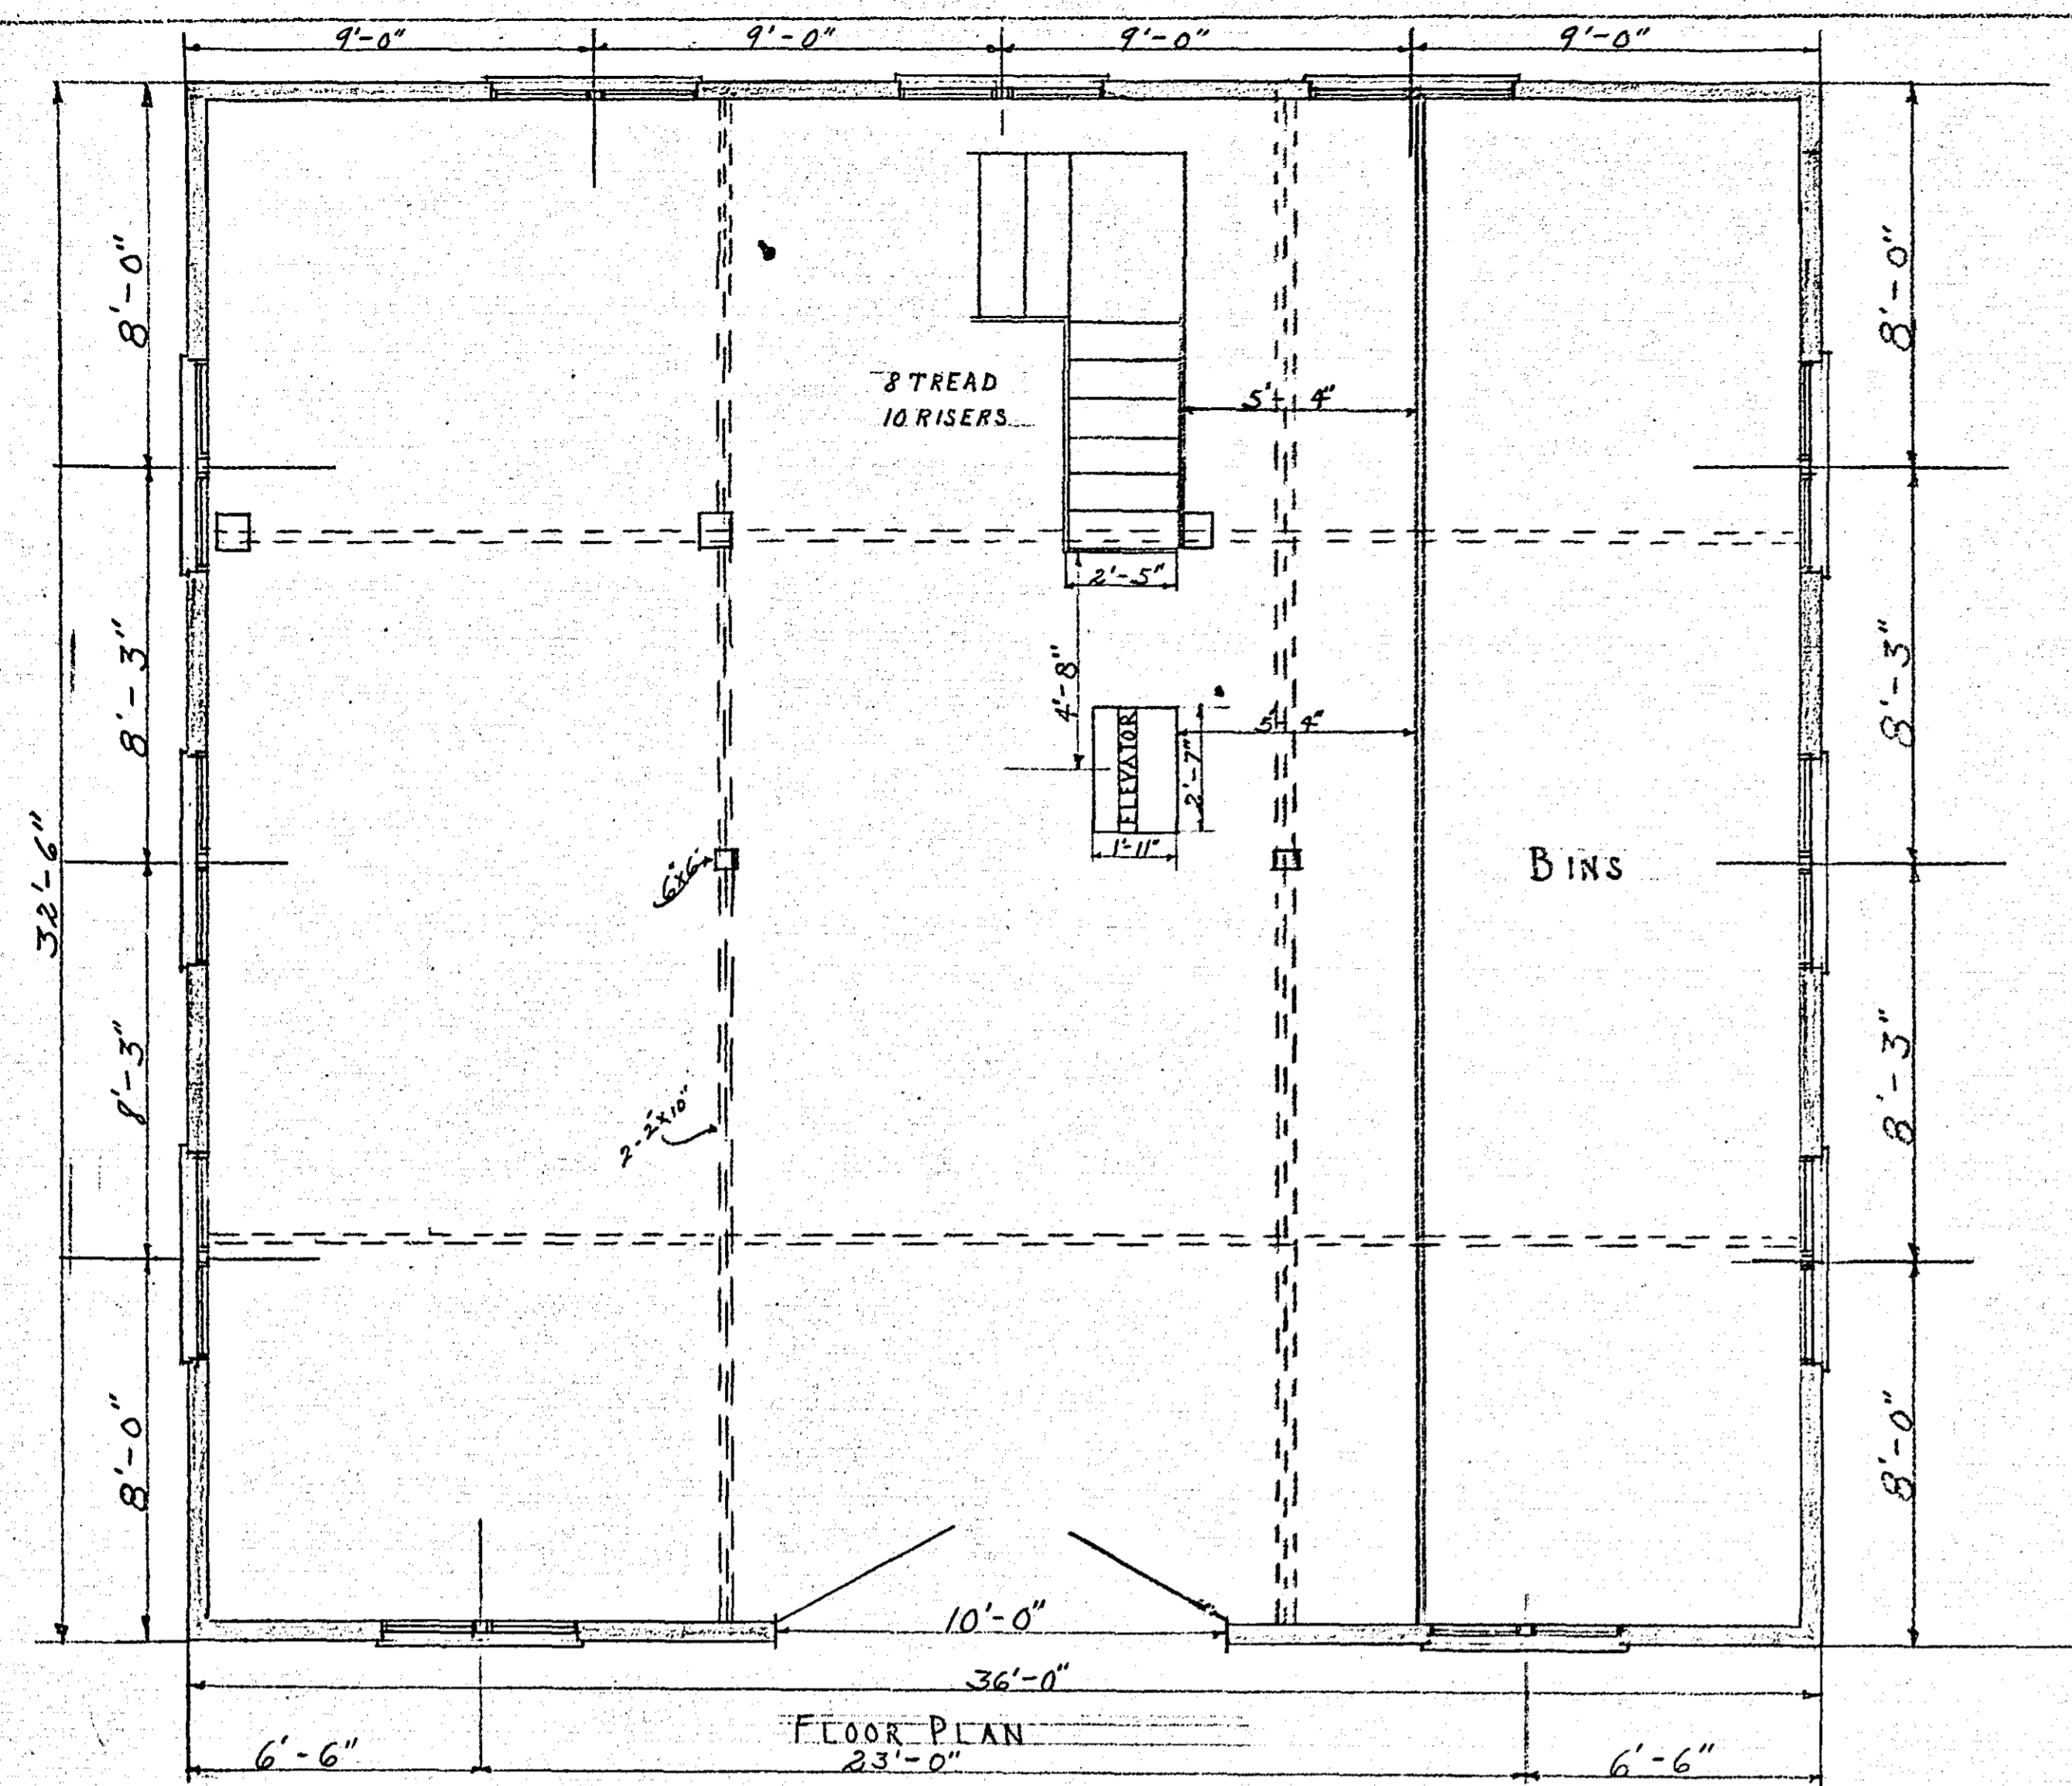 9'-0" 9'-0" 9'-0" 9'-0"
8'-0"
8'-0"
8 TREAD
10 RISERS
5'- 4"
2'-5"
8'-3"
4'-8"
8'-3"
ELEVATOR
2'-7"
5'- 4"
1'-11"
32'-6"
6"x6"
BINS
8'-3"
2-2"x10"
8'-3"
8'-0"
8'-0"
10'-0"
36'-0"
FLOOR PLAN
6'-6" 23'-0" 6'-6"